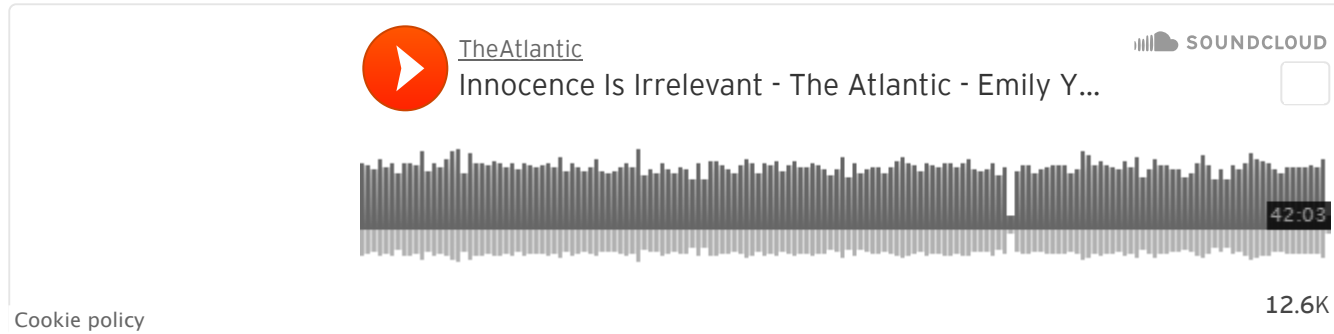 TheAtlantic
SOUNDCLOUD
Innocence Is Irrelevant - The Atlantic - Emily Y...
42:03
12.6K
Cookie policy